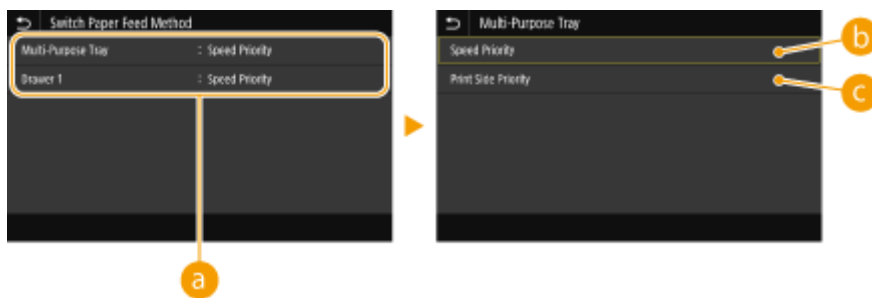 Switch Paper Feed Method
Multi-Purpose Tray : Speed Priority
Drawer 1 : Speed Priority
a
Multi-Purpose Tray
Speed Priority
b
Print Side Priority
c